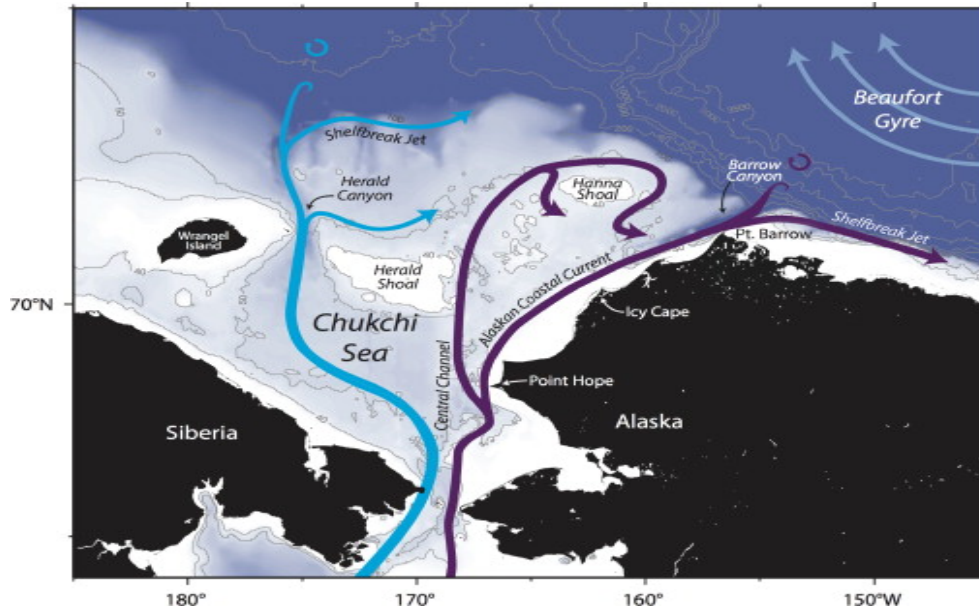 Beaufort
Gyre
Shelfbreak Jet
Barrow
Canyon
Herald
Canyon
Hanna
Shoal
Wrangel
Island
Pt. Barrow
Shelfbreak Jet
Herald
Shoal
70°N
Alaskan Coastal Current
Icy Cape
Chukchi
Sea
Central Channel
Point Hope
Siberia
Alaska
180°
170°
160°
150°W